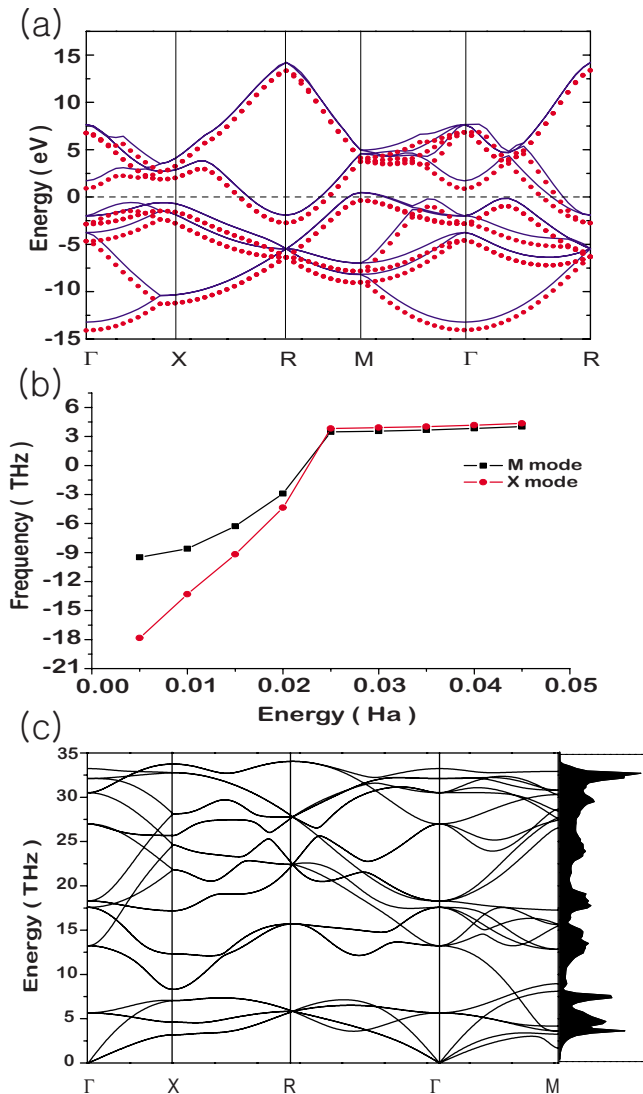 (a)
15
10
5
0
-5
-10
-15
Energy ( eV )
Γ X R M Γ R
(b)
6
3
0
-3
-6
-9
-12
-15
-18
-21
Frequency ( THz )
M mode
X mode
0.00 0.01 0.02 0.03 0.04 0.05
Energy ( Ha )
(c)
35
30
25
20
15
10
5
0
Energy ( THz )
Γ X R Γ M